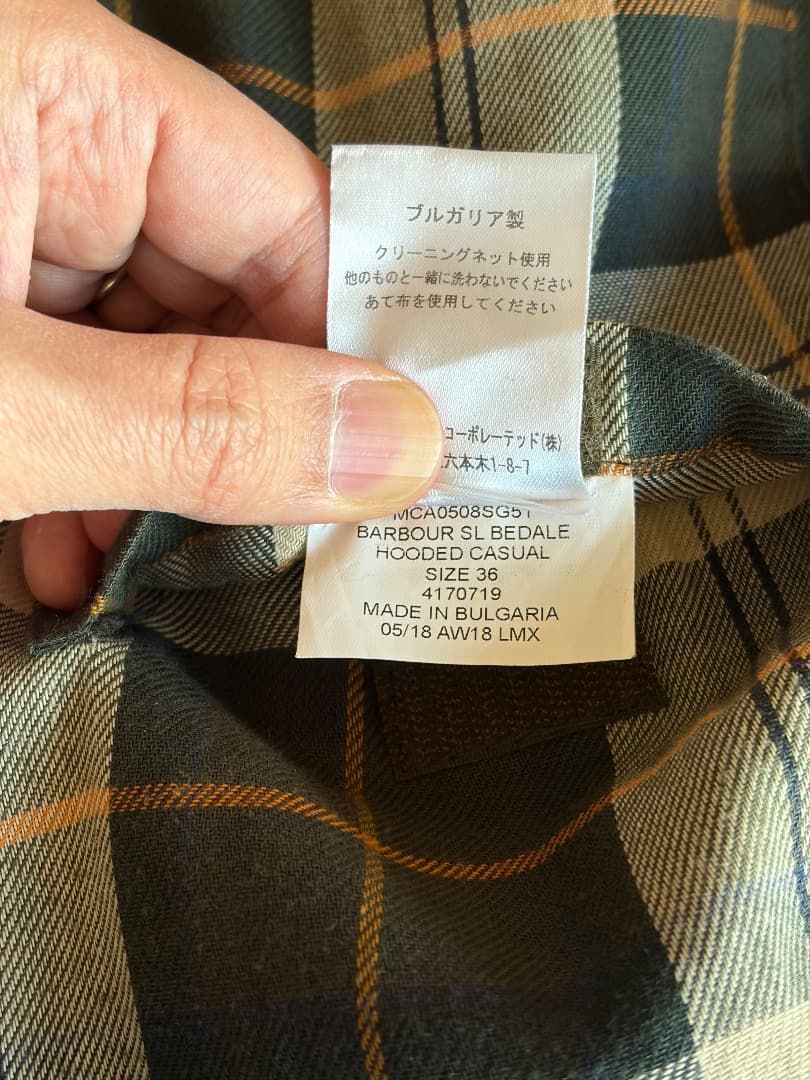 ブルガリア製
クリーニングネット使用
他のものと一緒に洗わないでください
あて布を使用してください
コーポレーテッド(株)
六本木1-8-7
MCA0508SG51
BARBOUR SL BEDALE
HOODED CASUAL
SIZE 36
4170719
MADE IN BULGARIA
05/18 AW18 LMX